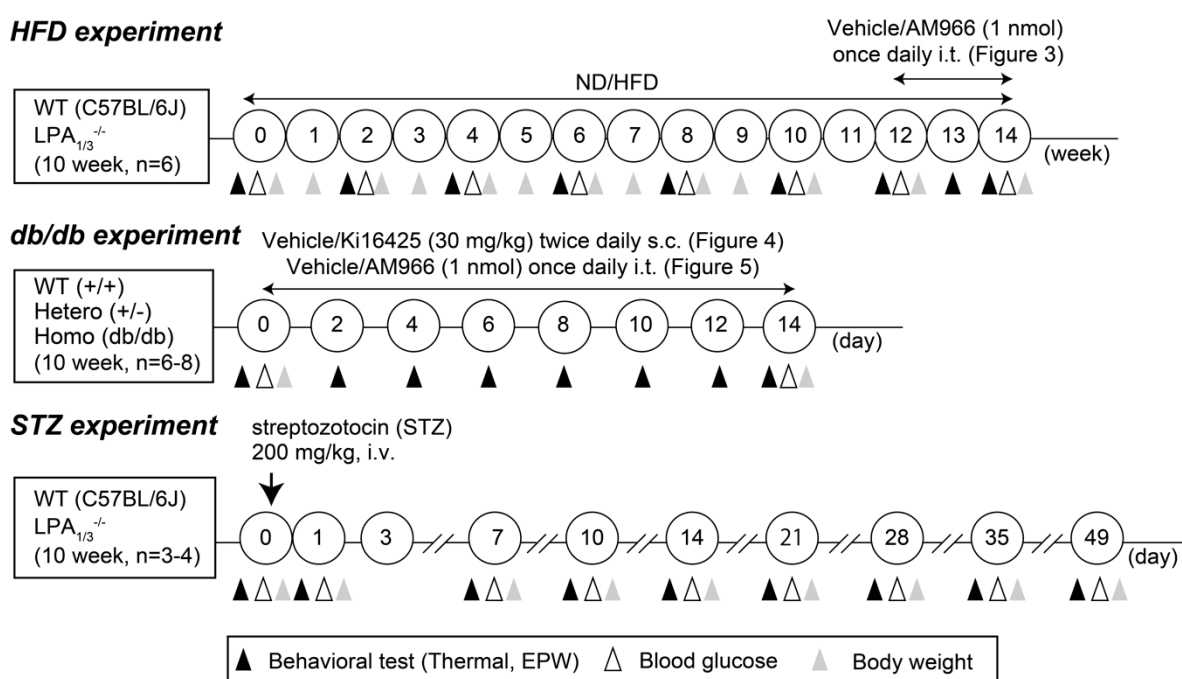 HFD experiment
Vehicle/AM966 (1 nmol)
once daily i.t. (Figure 3)
ND/HFD
WT (C57BL/6J)
LPA1/3-/-
(10 week, n=6)
0 1 2 3 4 5 6 7 8 9 10 11 12 13 14
(week)
db/db experiment
Vehicle/Ki16425 (30 mg/kg) twice daily s.c. (Figure 4)
Vehicle/AM966 (1 nmol) once daily i.t. (Figure 5)
WT (+/+)
Hetero (+/-)
Homo (db/db)
(10 week, n=6-8)
0 2 4 6 8 10 12 14
(day)
STZ experiment
streptozotocin (STZ)
200 mg/kg, i.v.
WT (C57BL/6J)
LPA1/3-/-
(10 week, n=3-4)
0 1 3 7 10 14 21 28 35 49
(day)
Behavioral test (Thermal, EPW) Blood glucose Body weight